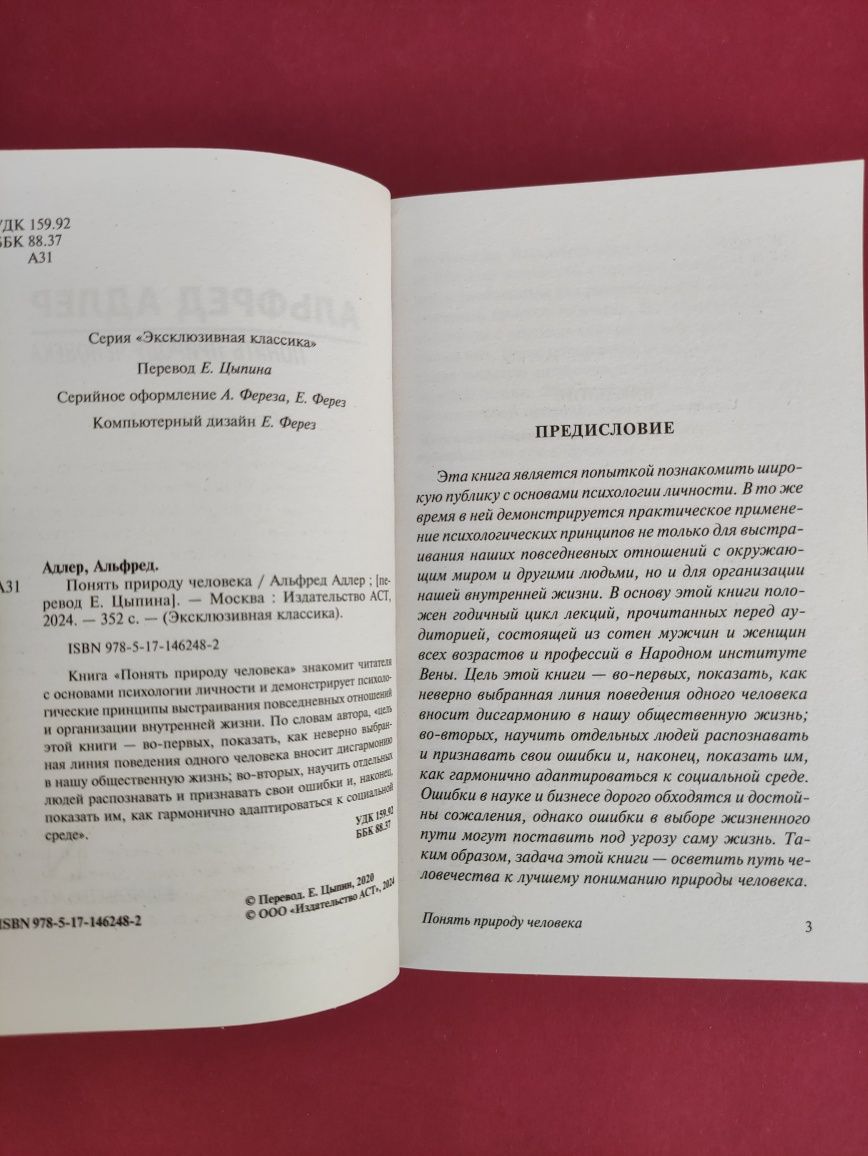 УДК 159.92
ББК 88.37
А31
Серия «Эксклюзивная классика»
Перевод Е. Цыпина
Серийное оформление А. Фереза, Е. Ферез
Компьютерный дизайн Е. Ферез
Адлер, Альфред.
А31 Понять природу человека / Альфред Адлер ; [пе-
ревод Е. Цыпина]. — Москва : Издательство АСТ,
2024. — 352 с. — (Эксклюзивная классика).
ISBN 978-5-17-146248-2
Книга «Понять природу человека» знакомит читателя
с основами психологии личности и демонстрирует психоло-
гические принципы выстраивания повседневных отношений
и организации внутренней жизни. По словам автора, «цель
этой книги — во-первых, показать, как неверно выбран-
ная линия поведения одного человека вносит дисгармонию
в нашу общественную жизнь; во-вторых, научить отдельных
людей распознавать и признавать свои ошибки и, наконец,
показать им, как гармонично адаптироваться к социальной
среде».
УДК 159.92
ББК 88.37
© Перевод. Е. Цыпин, 2020
© ООО «Издательство АСТ», 2024
ISBN 978-5-17-146248-2
ПРЕДИСЛОВИЕ
Эта книга является попыткой познакомить широ-
кую публику с основами психологии личности. В то же
время в ней демонстрируется практическое примене-
ние психологических принципов не только для выстра-
ивания наших повседневных отношений с окружаю-
щим миром и другими людьми, но и для организации
нашей внутренней жизни. В основу этой книги поло-
жен годичный цикл лекций, прочитанных перед ау-
диторией, состоящей из сотен мужчин и женщин
всех возрастов и профессий в Народном институте
Вены. Цель этой книги — во-первых, показать, как
неверно выбранная линия поведения одного человека
вносит дисгармонию в нашу общественную жизнь;
во-вторых, научить отдельных людей распознавать
и признавать свои ошибки и, наконец, показать им,
как гармонично адаптироваться к социальной среде.
Ошибки в науке и бизнесе дорого обходятся и достой-
ны сожаления, однако ошибки в выборе жизненного
пути могут поставить под угрозу саму жизнь. Та-
ким образом, задача этой книги — осветить путь че-
ловечества к лучшему пониманию природы человека.
Понять природу человека 3